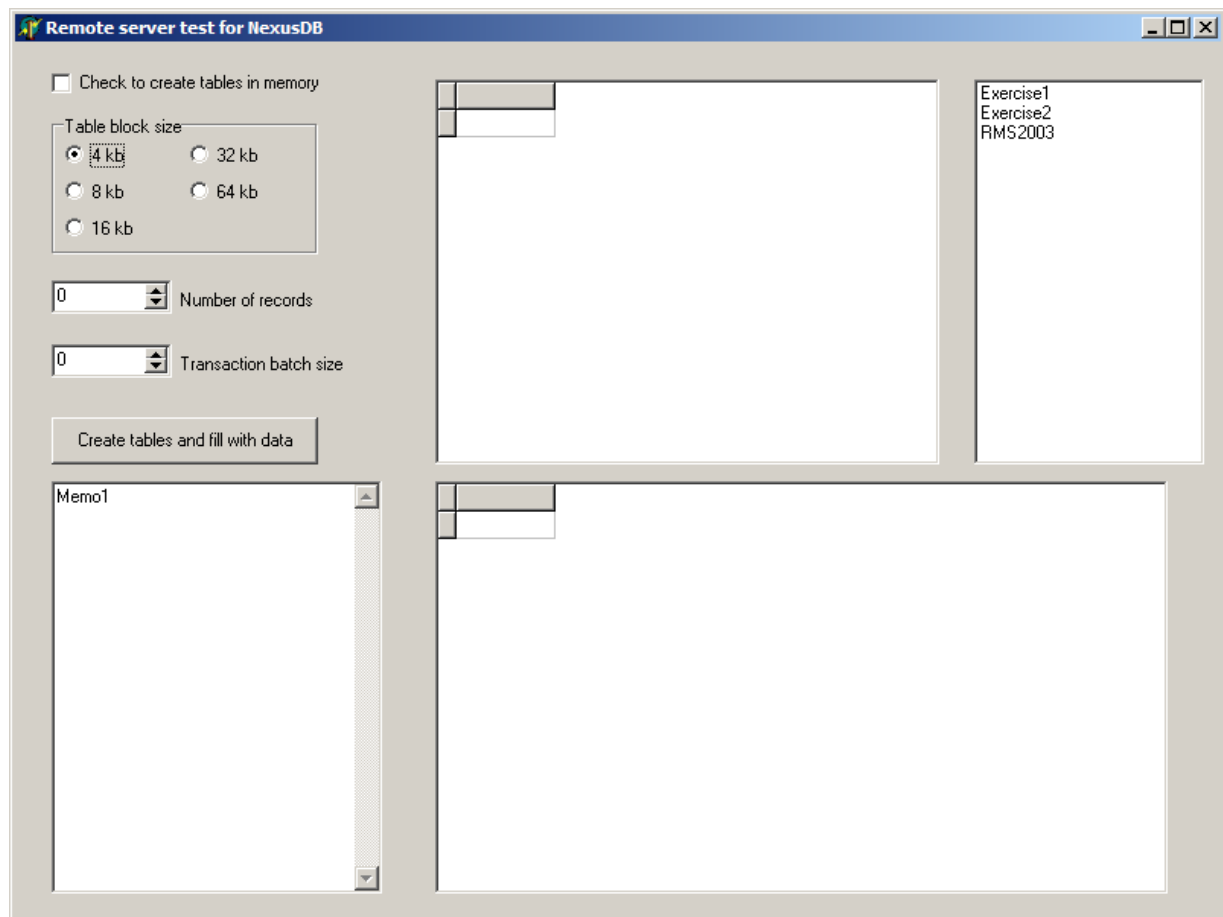 Remote server test for NexusDB
Check to create tables in memory
Table block size
4 kb
32 kb
8 kb
64 kb
16 kb
0
Number of records
0
Transaction batch size
Create tables and fill with data
Memo1
Exercise1
Exercise2
RMS2003